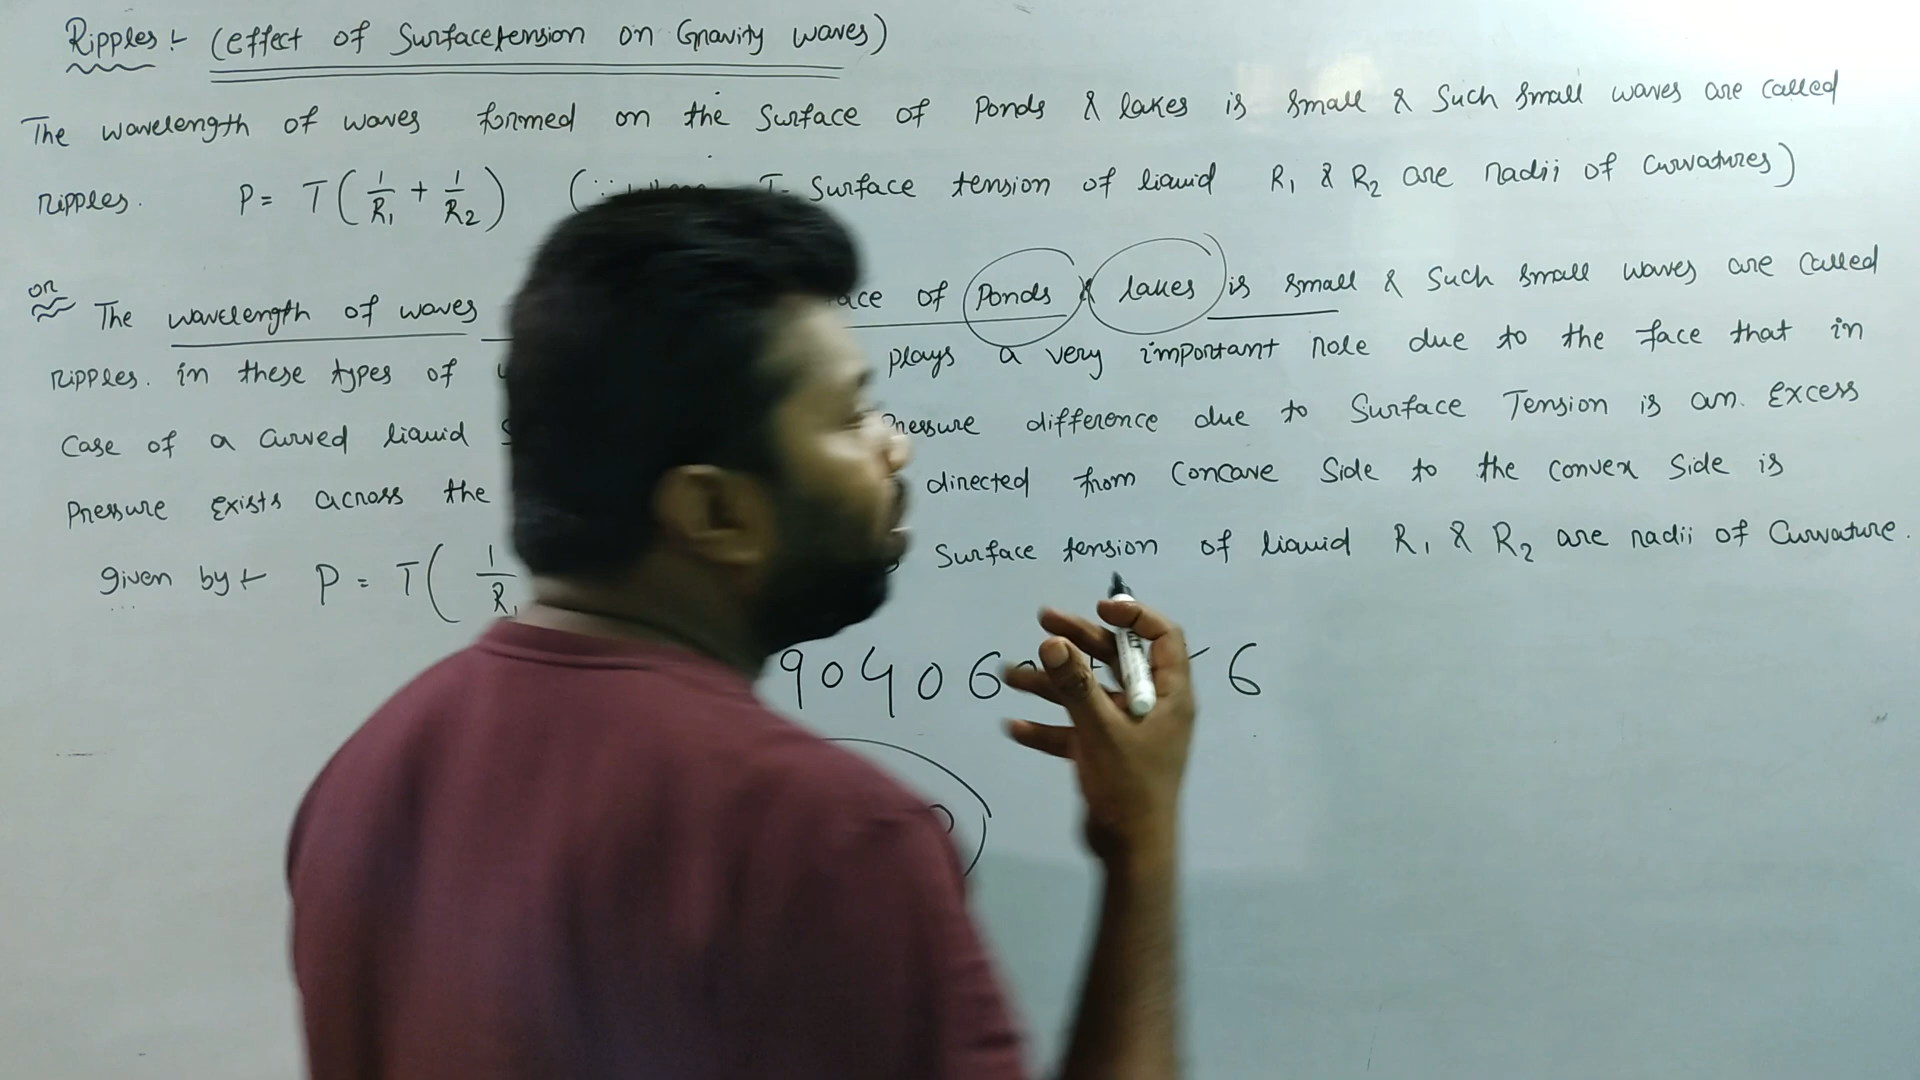 Ripples :- (effect of Surfacetension on Gravity waves)
The wavelength of waves formed on the Surface of Ponds & lakes is small & Such small waves are called
ripples. P = T(1/R1 + 1/R2) (∵ T- Surface tension of liquid R1 & R2 are radii of Curvatures)
or The wavelength of waves of Ponds & lakes is small & Such small waves are called
ripples. in these types of plays a very important role due to the face that in
Case of a Curved liquid Pressure difference due to Surface Tension is an Excess
Pressure exists across the directed from Concave Side to the Convex Side is
given by :- P = T( 1/R1 Surface tension of liquid R1 & R2 are radii of Curvature.
90406 6